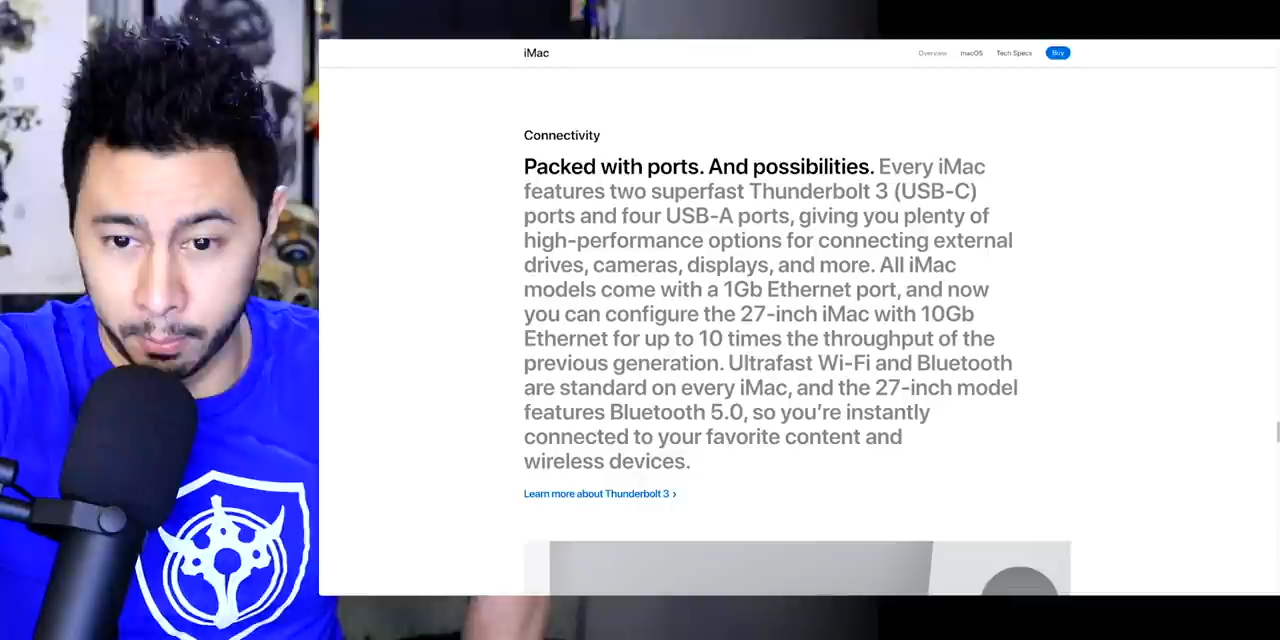 iMac
Overview
macOS
Tech Specs
Buy
Connectivity
Packed with ports. And possibilities. Every iMac
features two superfast Thunderbolt 3 (USB-C)
ports and four USB-A ports, giving you plenty of
high-performance options for connecting external
drives, cameras, displays, and more. All iMac
models come with a 1Gb Ethernet port, and now
you can configure the 27-inch iMac with 10Gb
Ethernet for up to 10 times the throughput of the
previous generation. Ultrafast Wi-Fi and Bluetooth
are standard on every iMac, and the 27-inch model
features Bluetooth 5.0, so you’re instantly
connected to your favorite content and
wireless devices.
Learn more about Thunderbolt 3 ›